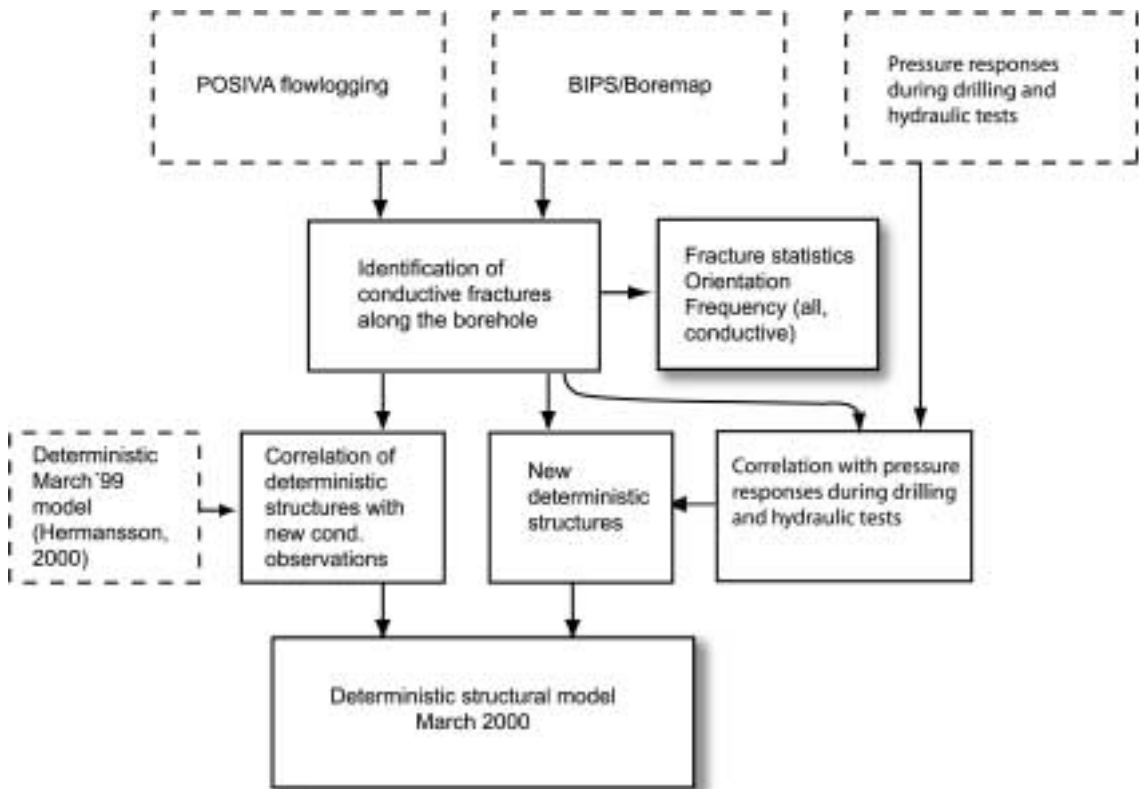 POSIVA flowlogging
BIPS/Boremap
Pressure responses
during drilling and
hydraulic tests
Identification of
conductive fractures
along the borehole
Fracture statistics
Orientation
Frequency (all,
conductive)
Deterministic
March´99
model
(Hermansson,
2000)
Correlation of
deterministic
structures with
new cond.
observations
New
deterministic
structures
Correlation with pressure
responses during drilling
and hydraulic tests
Deterministic structural model
March 2000